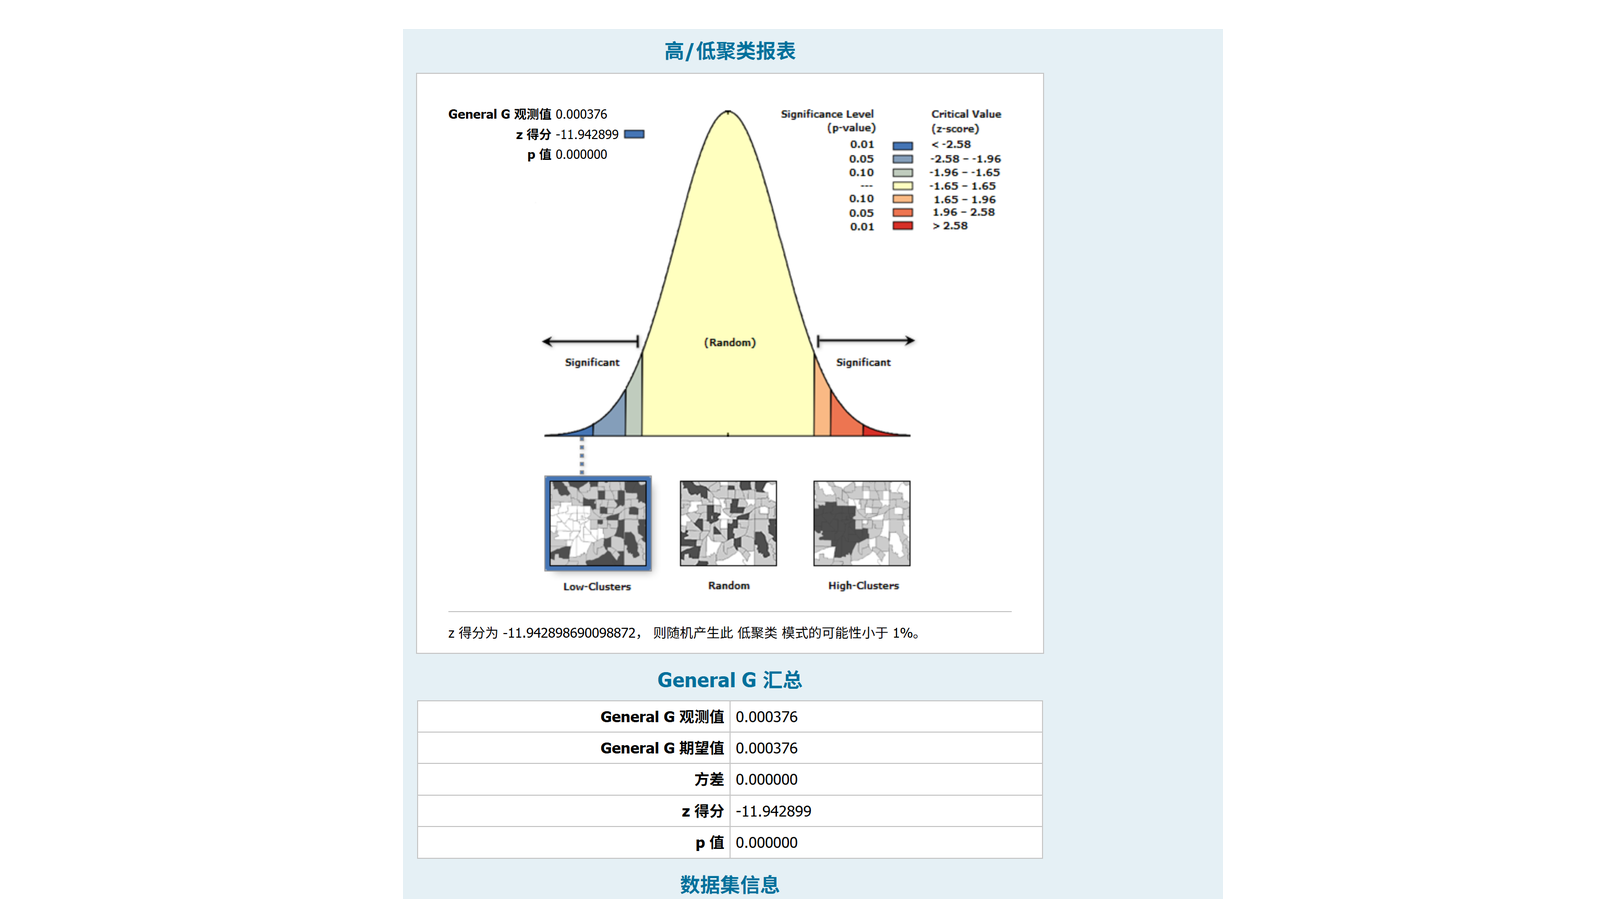 高/低聚类报表
General G 观测值 0.000376
z 得分 -11.942899
p 值 0.000000
Significance Level (p-value)
Critical Value (z-score)
0.01 < -2.58
0.05 -2.58 – -1.96
0.10 -1.96 – -1.65
--- -1.65 – 1.65
0.10 1.65 – 1.96
0.05 1.96 – 2.58
0.01 > 2.58
(Random)
Significant
Significant
Low-Clusters
Random
High-Clusters
z 得分为 -11.942898690098872， 则随机产生此 低聚类 模式的可能性小于 1%。
General G 汇总
General G 观测值 0.000376
General G 期望值 0.000376
方差 0.000000
z 得分 -11.942899
p 值 0.000000
数据集信息